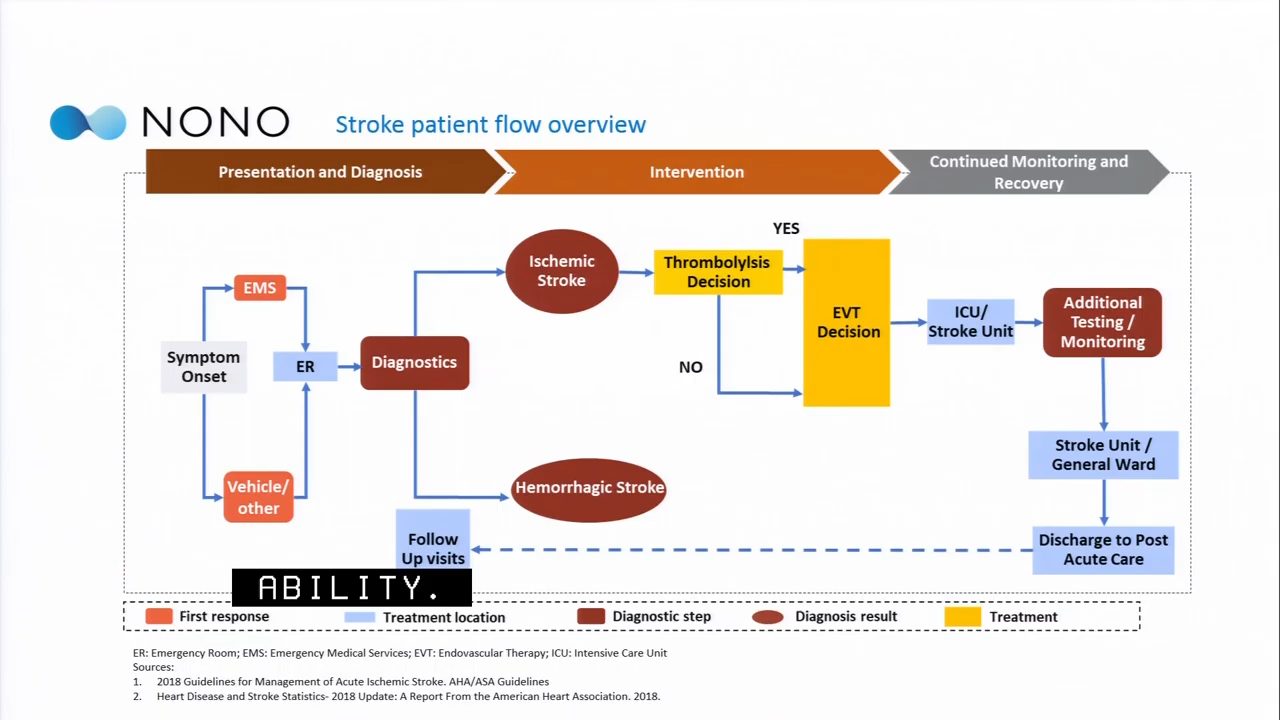 NONO
Stroke patient flow overview
Presentation and Diagnosis
Intervention
Continued Monitoring and
Recovery
YES
Ischemic
Stroke
Thrombolylsis
Decision
EMS
EVT
Decision
ICU/
Stroke Unit
Additional
Testing /
Monitoring
Symptom
Onset
ER
Diagnostics
NO
Stroke Unit /
General Ward
Vehicle/
other
Hemorrhagic Stroke
Follow
Up visits
Discharge to Post
Acute Care
ABILITY.
First response
Treatment location
Diagnostic step
Diagnosis result
Treatment
ER: Emergency Room; EMS: Emergency Medical Services; EVT: Endovascular Therapy; ICU: Intensive Care Unit
Sources:
1. 2018 Guidelines for Management of Acute Ischemic Stroke. AHA/ASA Guidelines
2. Heart Disease and Stroke Statistics- 2018 Update: A Report From the American Heart Association. 2018.